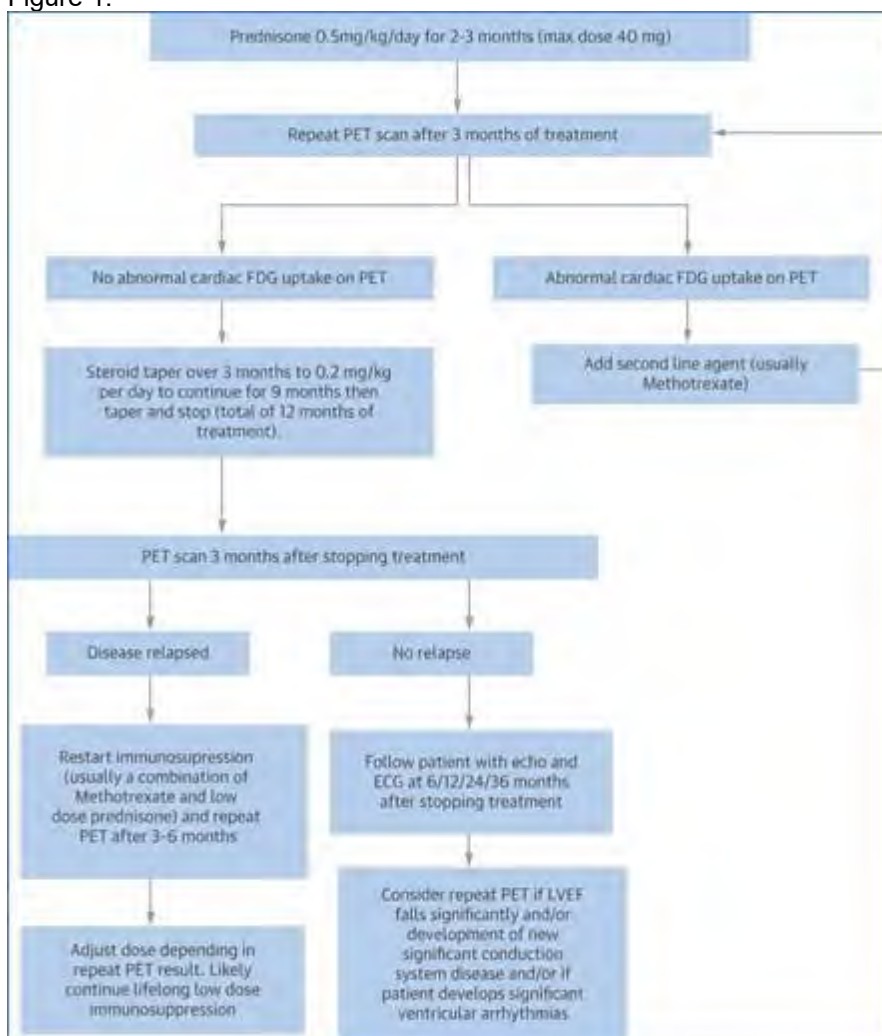 Figure 1.
Prednisone 0.5mg/kg/day for 2-3 months (max dose 40 mg)
Repeat PET scan after 3 months of treatment
No abnormal cardiac FDG uptake on PET
Abnormal cardiac FDG uptake on PET
Steroid taper over 3 months to 0.2 mg/kg
per day to continue for 9 months then
taper and stop (total of 12 months of
treatment).
Add second line agent (usually
Methotrexate)
PET scan 3 months after stopping treatment
Disease relapsed
No relapse
Restart immunosupression
(usually a combination of
Methotrexate and low
dose prednisone) and repeat
PET after 3-6 months
Follow patient with echo and
ECG at 6/12/24/36 months
after stopping treatment
Adjust dose depending in
repeat PET result. Likely
continue lifelong low dose
immunosuppression
Consider repeat PET if LVEF
falls significantly and/or
development of new
significant conduction
system disease and/or if
patient develops significant
ventricular arrhythmias